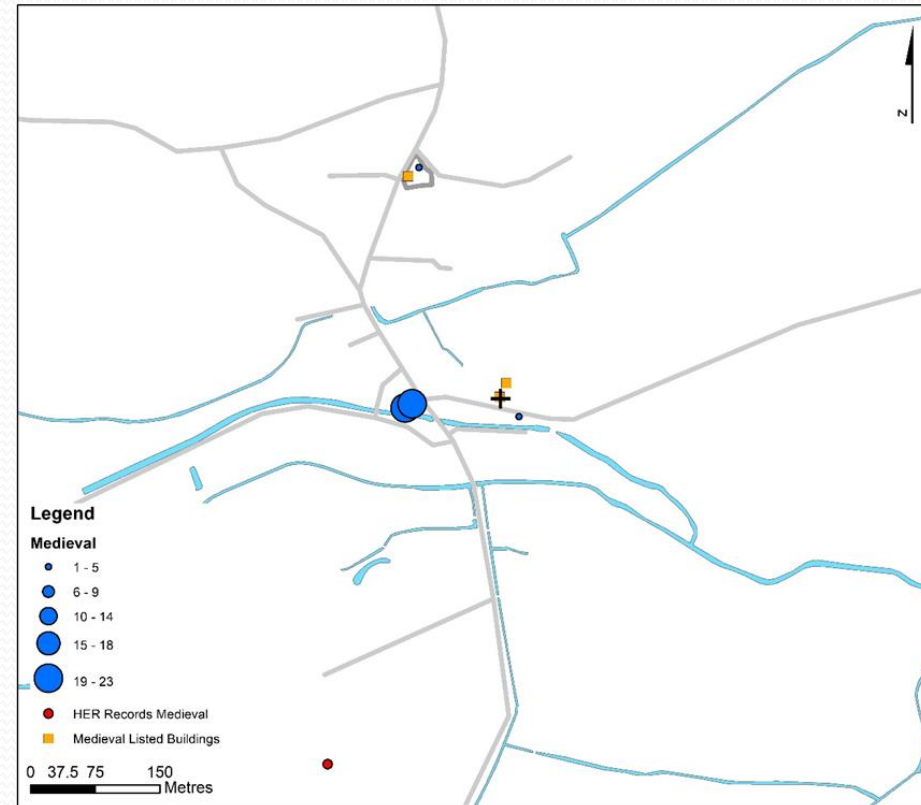 N
Legend
Medieval
1 - 5
6 - 9
10 - 14
15 - 18
19 - 23
HER Records Medieval
Medieval Listed Buildings
0 37.5 75 150
Metres